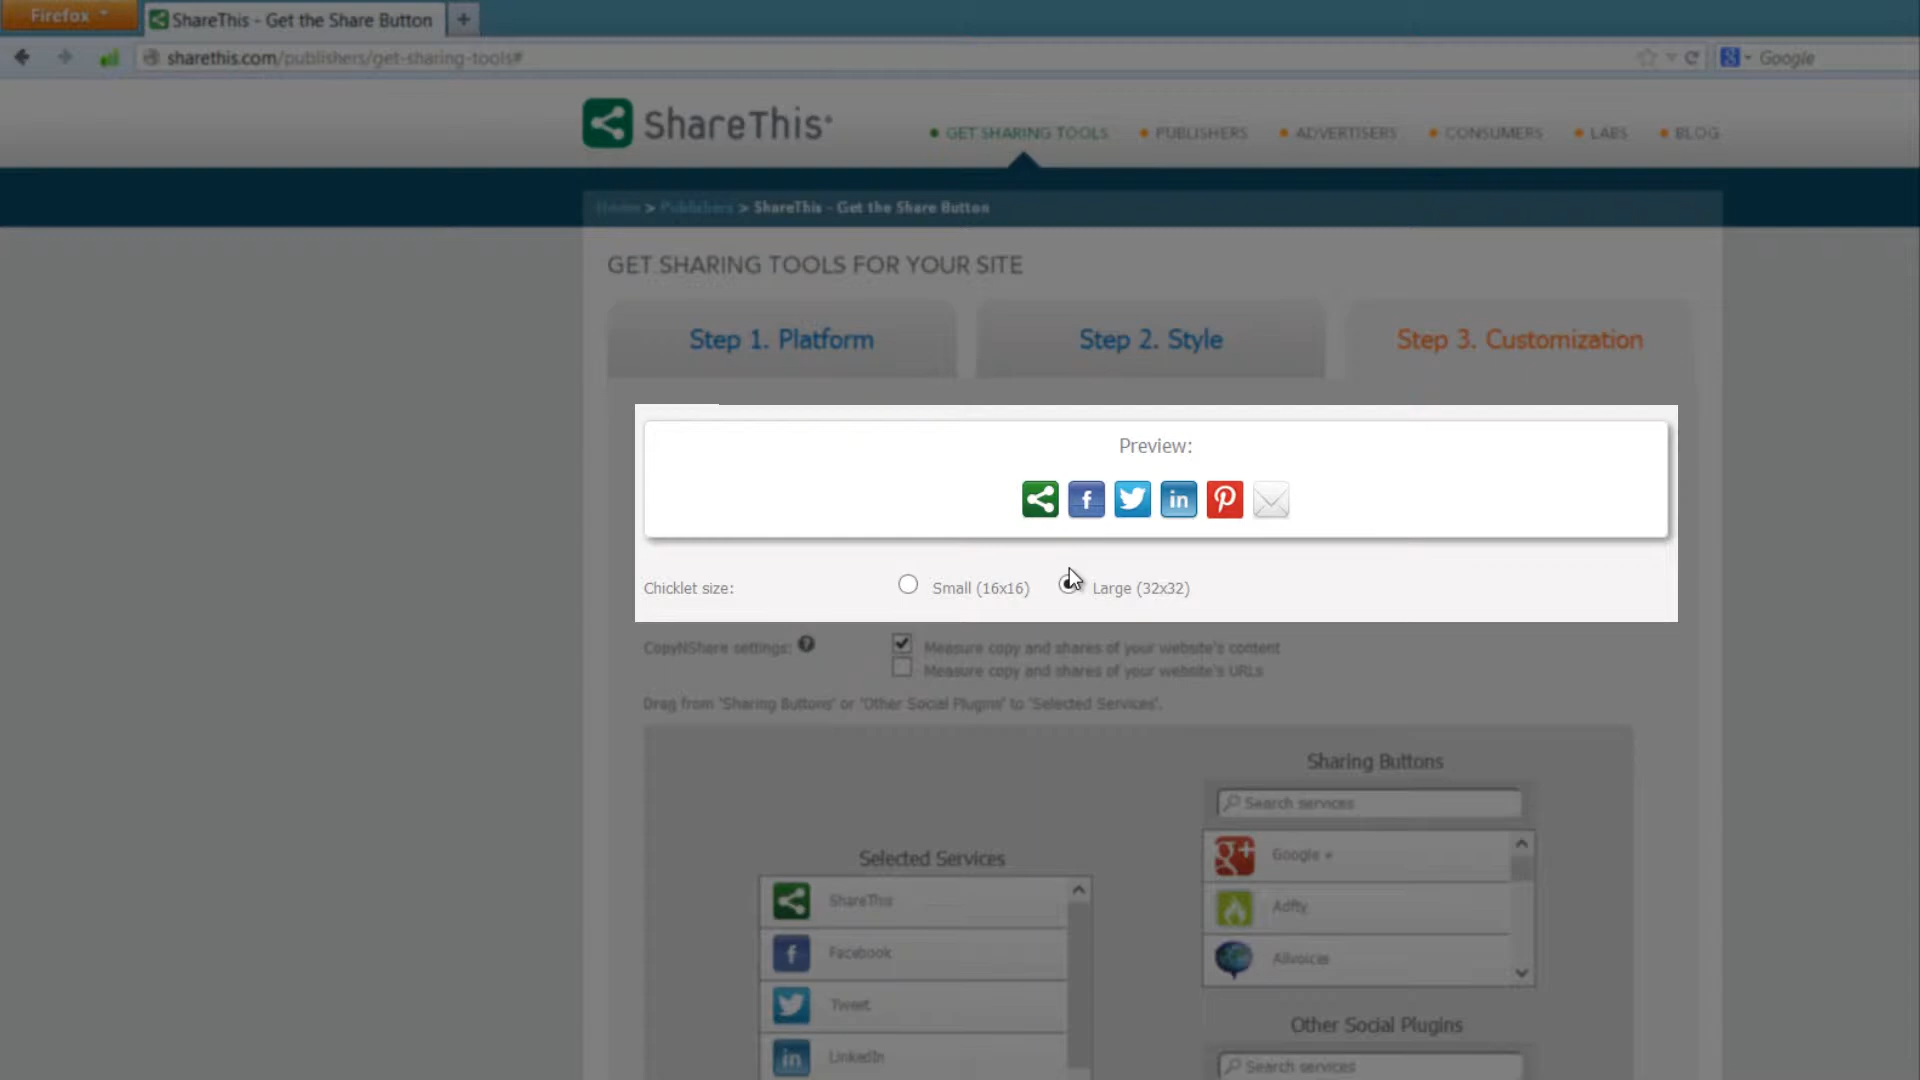 Firefox
ShareThis - Get the Share Button
+
sharethis.com/publishers/get-sharing-tools#
Google
ShareThis
GET SHARING TOOLS
PUBLISHERS
ADVERTISERS
CONSUMERS
LABS
BLOG
Home > Publishers > ShareThis - Get the Share Button
GET SHARING TOOLS FOR YOUR SITE
Step 1. Platform
Step 2. Style
Step 3. Customization
Preview:
Chicklet size:
Small (16x16)
Large (32x32)
CopyNShare settings:
Measure copy and shares of your website's content
Measure copy and shares of your website's URLs
Drag from 'Sharing Buttons' or 'Other Social Plugins' to 'Selected Services'.
Sharing Buttons
Search services
Google +
Adfty
Allvoices
Selected Services
ShareThis
Facebook
Tweet
LinkedIn
Other Social Plugins
Search services